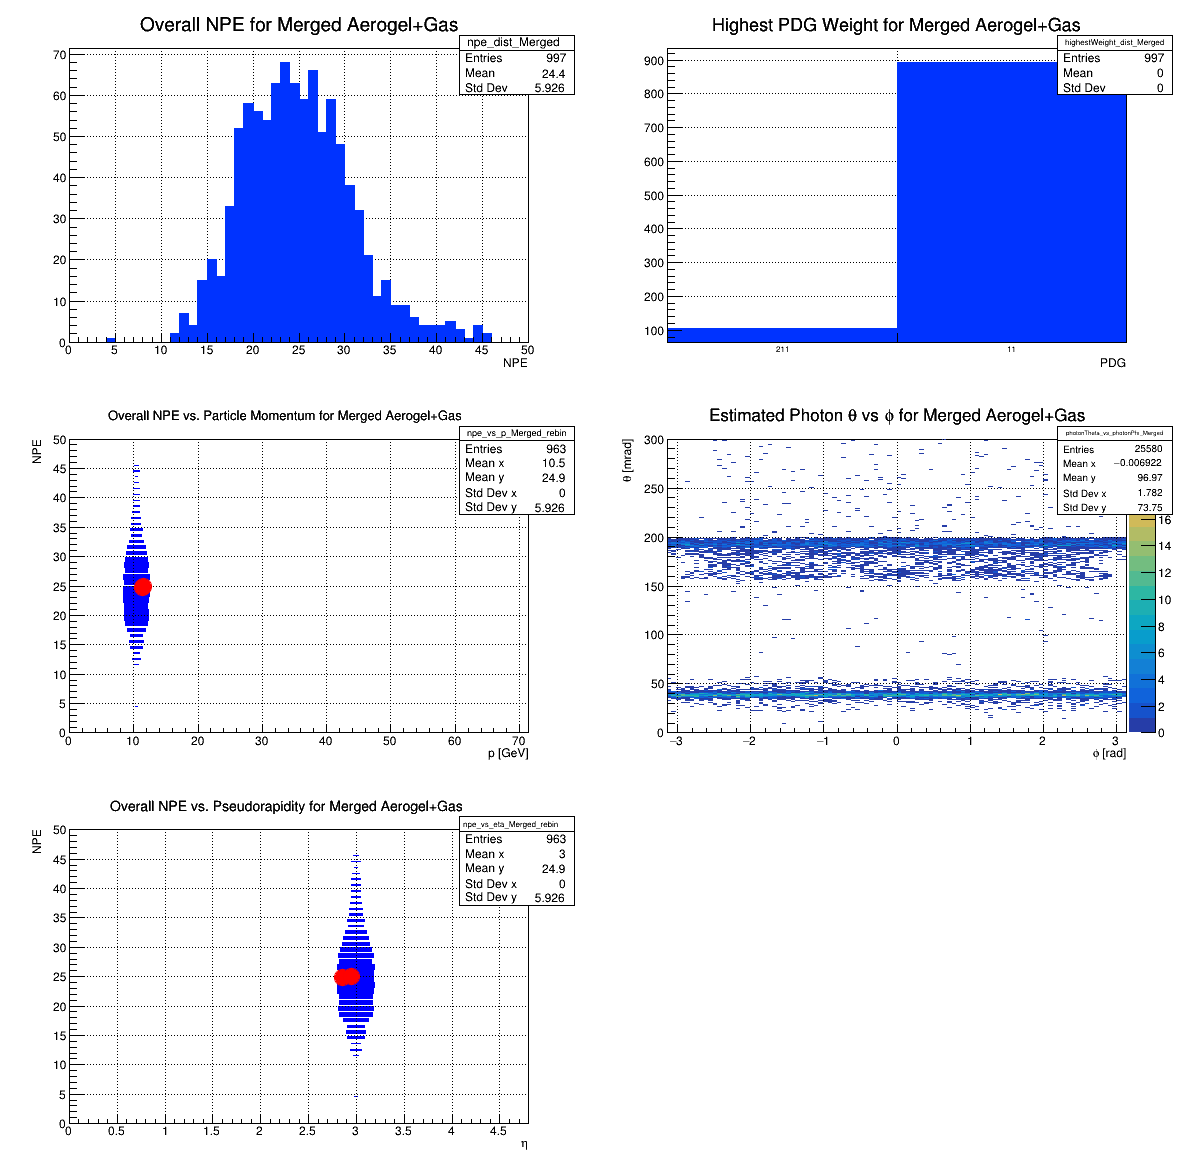 Overall NPE for Merged Aerogel+Gas
npe_dist_Merged
Entries 997
Mean 24.4
Std Dev 5.926
70
60
50
40
30
20
10
0
0 5 10 15 20 25 30 35 40 45 50
NPE
Highest PDG Weight for Merged Aerogel+Gas
highestWeight_dist_Merged
Entries 997
Mean 0
Std Dev 0
900
800
700
600
500
400
300
200
100
211 11
PDG
Overall NPE vs. Particle Momentum for Merged Aerogel+Gas
npe_vs_p_Merged_rebin
Entries 963
Mean x 10.5
Mean y 24.9
Std Dev x 0
Std Dev y 5.926
NPE
50
45
40
35
30
25
20
15
10
5
0
0 10 20 30 40 50 60 70
p [GeV]
Estimated Photon θ vs ϕ for Merged Aerogel+Gas
photonTheta_vs_photonPhi_Merged
Entries 25580
Mean x −0.006922
Mean y 96.97
Std Dev x 1.782
Std Dev y 73.75
θ [mrad]
300
250
200
150
100
50
0
−3 −2 −1 0 1 2 3
ϕ [rad]
16
14
12
10
8
6
4
2
0
Overall NPE vs. Pseudorapidity for Merged Aerogel+Gas
npe_vs_eta_Merged_rebin
Entries 963
Mean x 3
Mean y 24.9
Std Dev x 0
Std Dev y 5.926
NPE
50
45
40
35
30
25
20
15
10
5
0
0 0.5 1 1.5 2 2.5 3 3.5 4 4.5
η